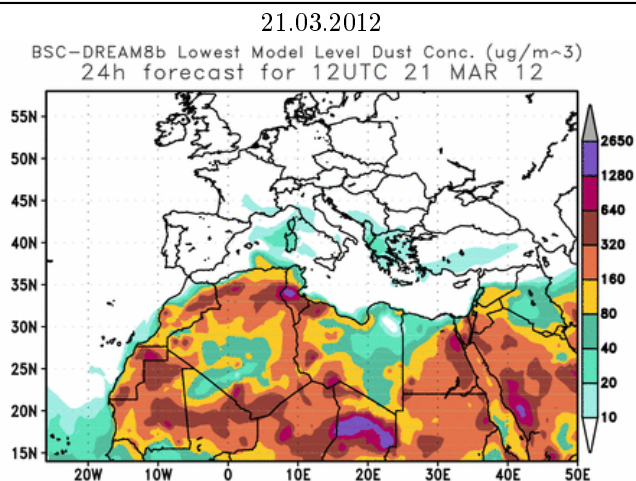 21.03.2012
BSC-DREAM8b Lowest Model Level Dust Conc. (ug/m^3)
24h forecast for 12UTC 21 MAR 12
55N
50N
45N
40N
35N
30N
25N
20N
15N
20W 10W 0 10E 20E 30E 40E 50E
2650
1280
640
320
160
80
40
20
10